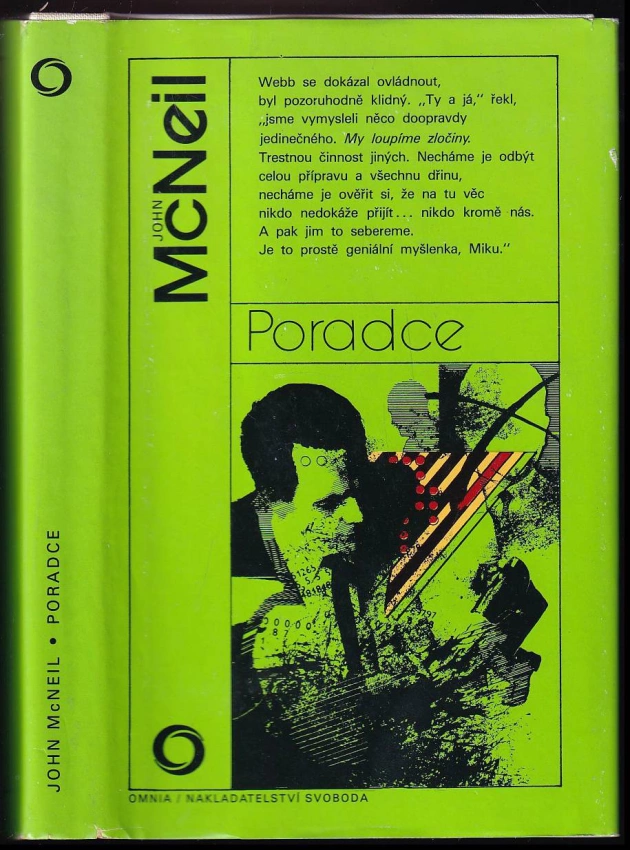 JOHN McNEIL • PORADCE
JOHN
McNeil
Webb se dokázal ovládnout,
byl pozoruhodně klidný. „Ty a já,“ řekl,
„jsme vymysleli něco doopravdy
jedinečného. My loupíme zločiny.
Trestnou činnost jiných. Necháme je odbýt
celou přípravu a všechnu dřinu,
necháme je ověřit si, že na tu věc
nikdo nedokáže přijít... nikdo kromě nás.
A pak jim to sebereme.
Je to prostě geniální myšlenka, Miku.“
Poradce
OMNIA / NAKLADATELSTVÍ SVOBODA